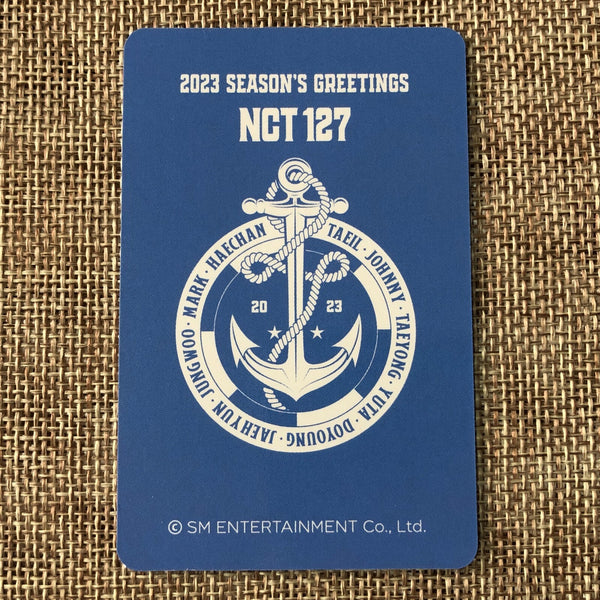 2023 SEASON'S GREETINGS
NCT 127
TAEIL · JOHNNY · TAEYONG · YUTA · DOYOUNG · JAEHYUN · JUNGWOO · MARK · HAECHAN
20 23
© SM ENTERTAINMENT Co., Ltd.